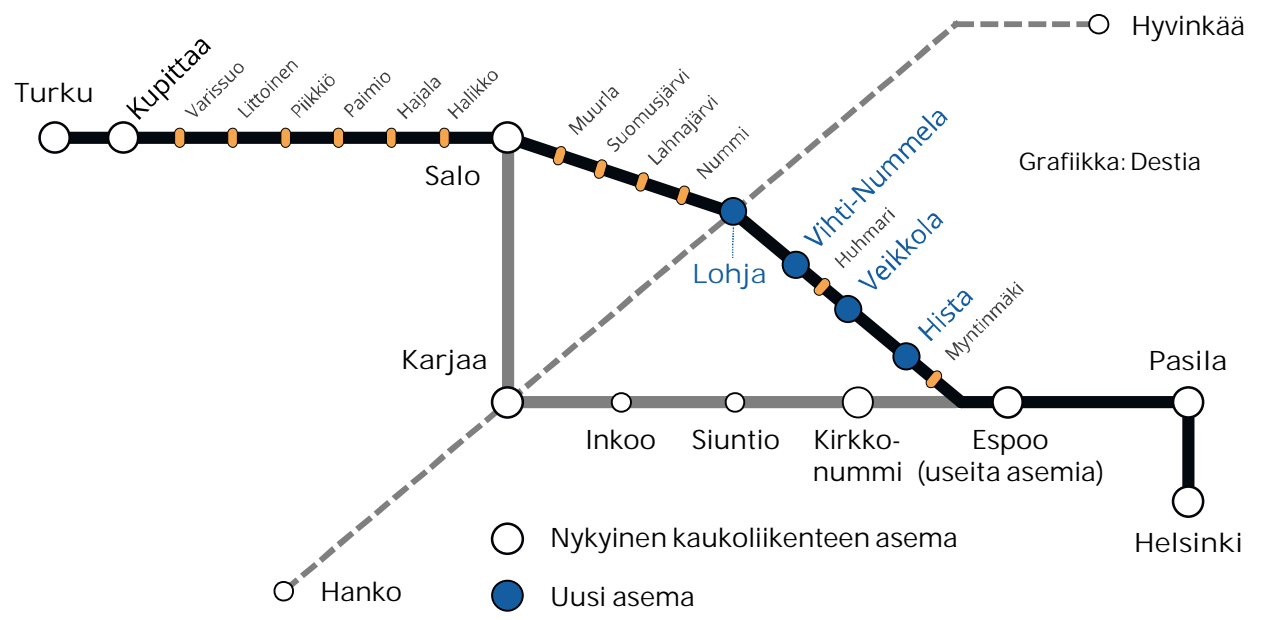 Hyvinkää
Turku
Kupittaa
Varissuo
Littoinen
Piikkiö
Paimio
Hajala
Halikko
Salo
Muurla
Suomusjärvi
Lahnajärvi
Nummi
Grafiikka: Destia
Lohja
Vihti-Nummela
Huhmari
Veikkola
Hista
Myntinmäki
Karjaa
Pasila
Inkoo
Siuntio
Kirkko-
nummi
Espoo
(useita asemia)
Helsinki
Hanko
Nykyinen kaukoliikenteen asema
Uusi asema